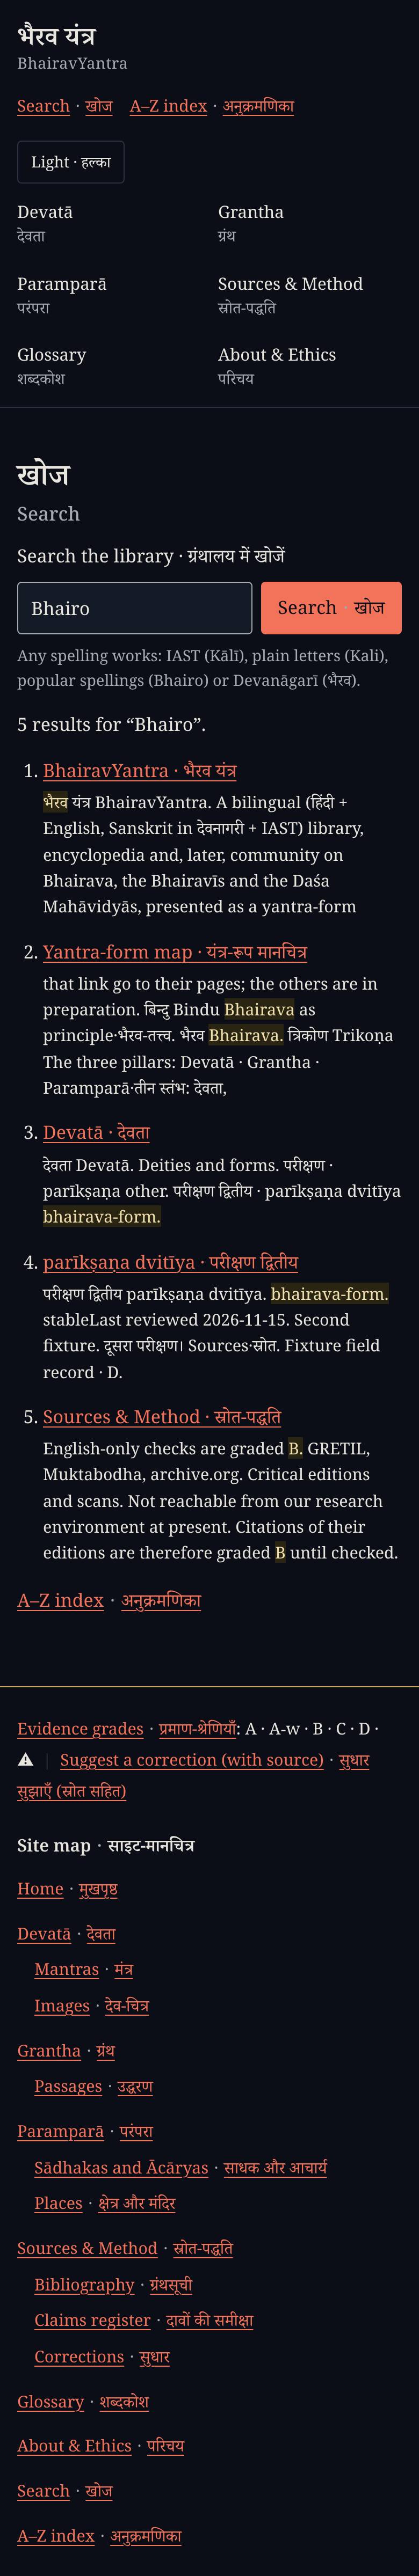 भैरव यंत्र
BhairavYantra
Search · खोज A–Z index · अनुक्रमणिका
Light · हल्का
Devatā
देवता
Grantha
ग्रंथ
Paramparā
परंपरा
Sources & Method
स्रोत-पद्धति
Glossary
शब्दकोश
About & Ethics
परिचय
खोज
Search
Search the library · ग्रंथालय में खोजें
Bhairo
Search · खोज
Any spelling works: IAST (Kālī), plain letters (Kali),
popular spellings (Bhairo) or Devanāgarī (भैरव).
5 results for “Bhairo”.
1. BhairavYantra · भैरव यंत्र
भैरव यंत्र BhairavYantra. A bilingual (हिंदी +
English, Sanskrit in देवनागरी + IAST) library,
encyclopedia and, later, community on
Bhairava, the Bhairavīs and the Daśa
Mahāvidyās, presented as a yantra-form
2. Yantra-form map · यंत्र-रूप मानचित्र
that link go to their pages; the others are in
preparation. बिन्दु Bindu Bhairava as
principle·भैरव-तत्त्व. भैरव Bhairava. त्रिकोण Trikoṇa
The three pillars: Devatā · Grantha ·
Paramparā·तीन स्तंभ: देवता,
3. Devatā · देवता
देवता Devatā. Deities and forms. परीक्षण ·
parīkṣaṇa other. परीक्षण द्वितीय · parīkṣaṇa dvitīya
bhairava-form.
4. parīkṣaṇa dvitīya · परीक्षण द्वितीय
परीक्षण द्वितीय parīkṣaṇa dvitīya. bhairava-form.
stableLast reviewed 2026-11-15. Second
fixture. दूसरा परीक्षण। Sources·स्रोत. Fixture field
record · D.
5. Sources & Method · स्रोत-पद्धति
English-only checks are graded B. GRETIL,
Muktabodha, archive.org. Critical editions
and scans. Not reachable from our research
environment at present. Citations of their
editions are therefore graded B until checked.
A–Z index · अनुक्रमणिका
Evidence grades · प्रमाण-श्रेणियाँ: A · A-w · B · C · D ·
⚠ | Suggest a correction (with source) · सुधार
सुझाएँ (स्रोत सहित)
Site map · साइट-मानचित्र
Home · मुखपृष्ठ
Devatā · देवता
Mantras · मंत्र
Images · देव-चित्र
Grantha · ग्रंथ
Passages · उद्धरण
Paramparā · परंपरा
Sādhakas and Ācāryas · साधक और आचार्य
Places · क्षेत्र और मंदिर
Sources & Method · स्रोत-पद्धति
Bibliography · ग्रंथसूची
Claims register · दावों की समीक्षा
Corrections · सुधार
Glossary · शब्दकोश
About & Ethics · परिचय
Search · खोज
A–Z index · अनुक्रमणिका